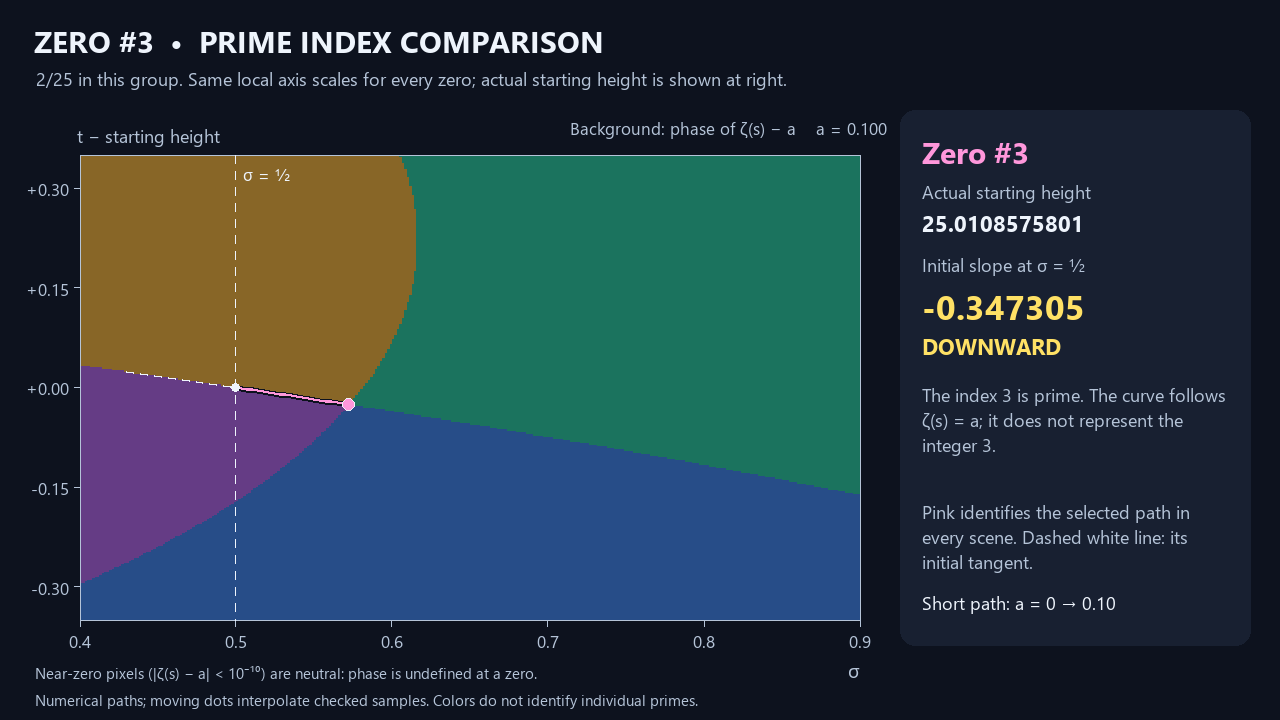 ZERO #3 • PRIME INDEX COMPARISON
2/25 in this group. Same local axis scales for every zero; actual starting height is shown at right.
t − starting height
Background: phase of ζ(s) − a a = 0.100
σ = ½
+0.30
+0.15
+0.00
-0.15
-0.30
0.4
0.5
0.6
0.7
0.8
0.9
σ
Zero #3
Actual starting height
25.0108575801
Initial slope at σ = ½
-0.347305
DOWNWARD
The index 3 is prime. The curve follows
ζ(s) = a; it does not represent the
integer 3.
Pink identifies the selected path in
every scene. Dashed white line: its
initial tangent.
Short path: a = 0 → 0.10
Near-zero pixels (|ζ(s) − a| < 10⁻¹⁰) are neutral: phase is undefined at a zero.
Numerical paths; moving dots interpolate checked samples. Colors do not identify individual primes.